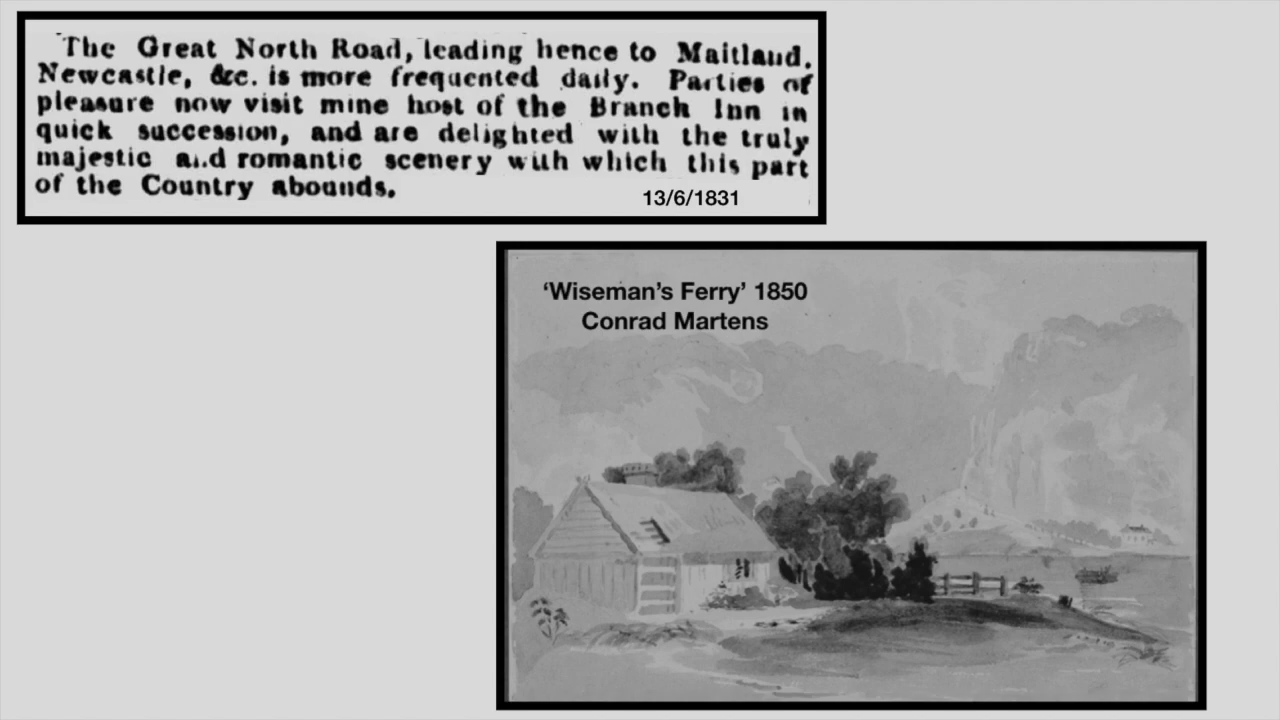 The Great North Road, leading hence to Maitland,
Newcastle, &c. is more frequented daily. Parties of
pleasure now visit mine host of the Branch Inn in
quick succession, and are delighted with the truly
majestic and romantic scenery with which this part
of the Country abounds.
13/6/1831
‘Wiseman’s Ferry’ 1850
Conrad Martens